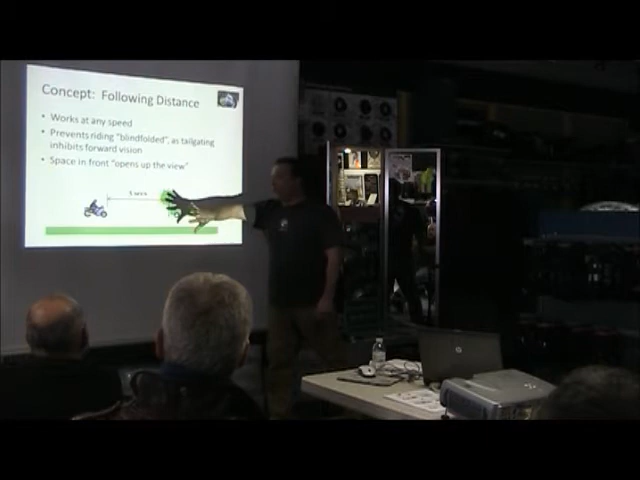 Concept: Following Distance
• Works at any speed
• Prevents riding "blindfolded", as tailgating
inhibits forward vision
• Space in front "opens up the view"